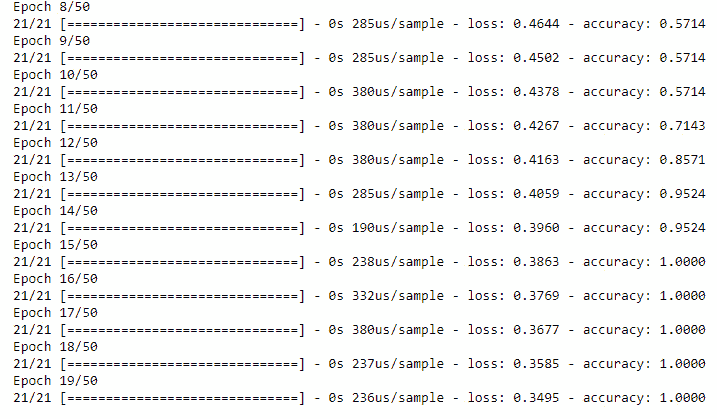 Epoch 8/50
21/21 [==============================] - 0s 285us/sample - loss: 0.4644 - accuracy: 0.5714
Epoch 9/50
21/21 [==============================] - 0s 285us/sample - loss: 0.4502 - accuracy: 0.5714
Epoch 10/50
21/21 [==============================] - 0s 380us/sample - loss: 0.4378 - accuracy: 0.5714
Epoch 11/50
21/21 [==============================] - 0s 380us/sample - loss: 0.4267 - accuracy: 0.7143
Epoch 12/50
21/21 [==============================] - 0s 380us/sample - loss: 0.4163 - accuracy: 0.8571
Epoch 13/50
21/21 [==============================] - 0s 285us/sample - loss: 0.4059 - accuracy: 0.9524
Epoch 14/50
21/21 [==============================] - 0s 190us/sample - loss: 0.3960 - accuracy: 0.9524
Epoch 15/50
21/21 [==============================] - 0s 238us/sample - loss: 0.3863 - accuracy: 1.0000
Epoch 16/50
21/21 [==============================] - 0s 332us/sample - loss: 0.3769 - accuracy: 1.0000
Epoch 17/50
21/21 [==============================] - 0s 380us/sample - loss: 0.3677 - accuracy: 1.0000
Epoch 18/50
21/21 [==============================] - 0s 237us/sample - loss: 0.3585 - accuracy: 1.0000
Epoch 19/50
21/21 [==============================] - 0s 236us/sample - loss: 0.3495 - accuracy: 1.0000